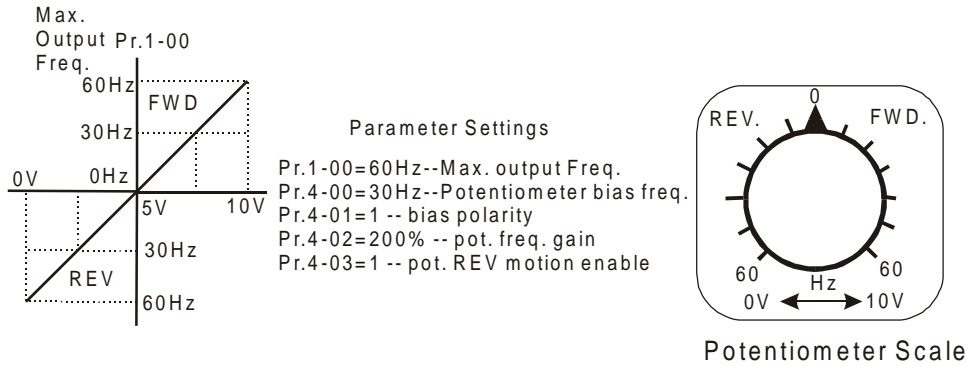 Max.
Output Pr.1-00
Freq.
60Hz
FWD
30Hz
0V
0Hz
5V
10V
30Hz
REV
60Hz
Parameter Settings
Pr.1-00=60Hz--Max. output Freq.
Pr.4-00=30Hz--Potentiometer bias freq.
Pr.4-01=1 -- bias polarity
Pr.4-02=200% -- pot. freq. gain
Pr.4-03=1 -- pot. REV motion enable
0
REV.
FWD.
60
60
Hz
0V
10V
Potentiometer Scale